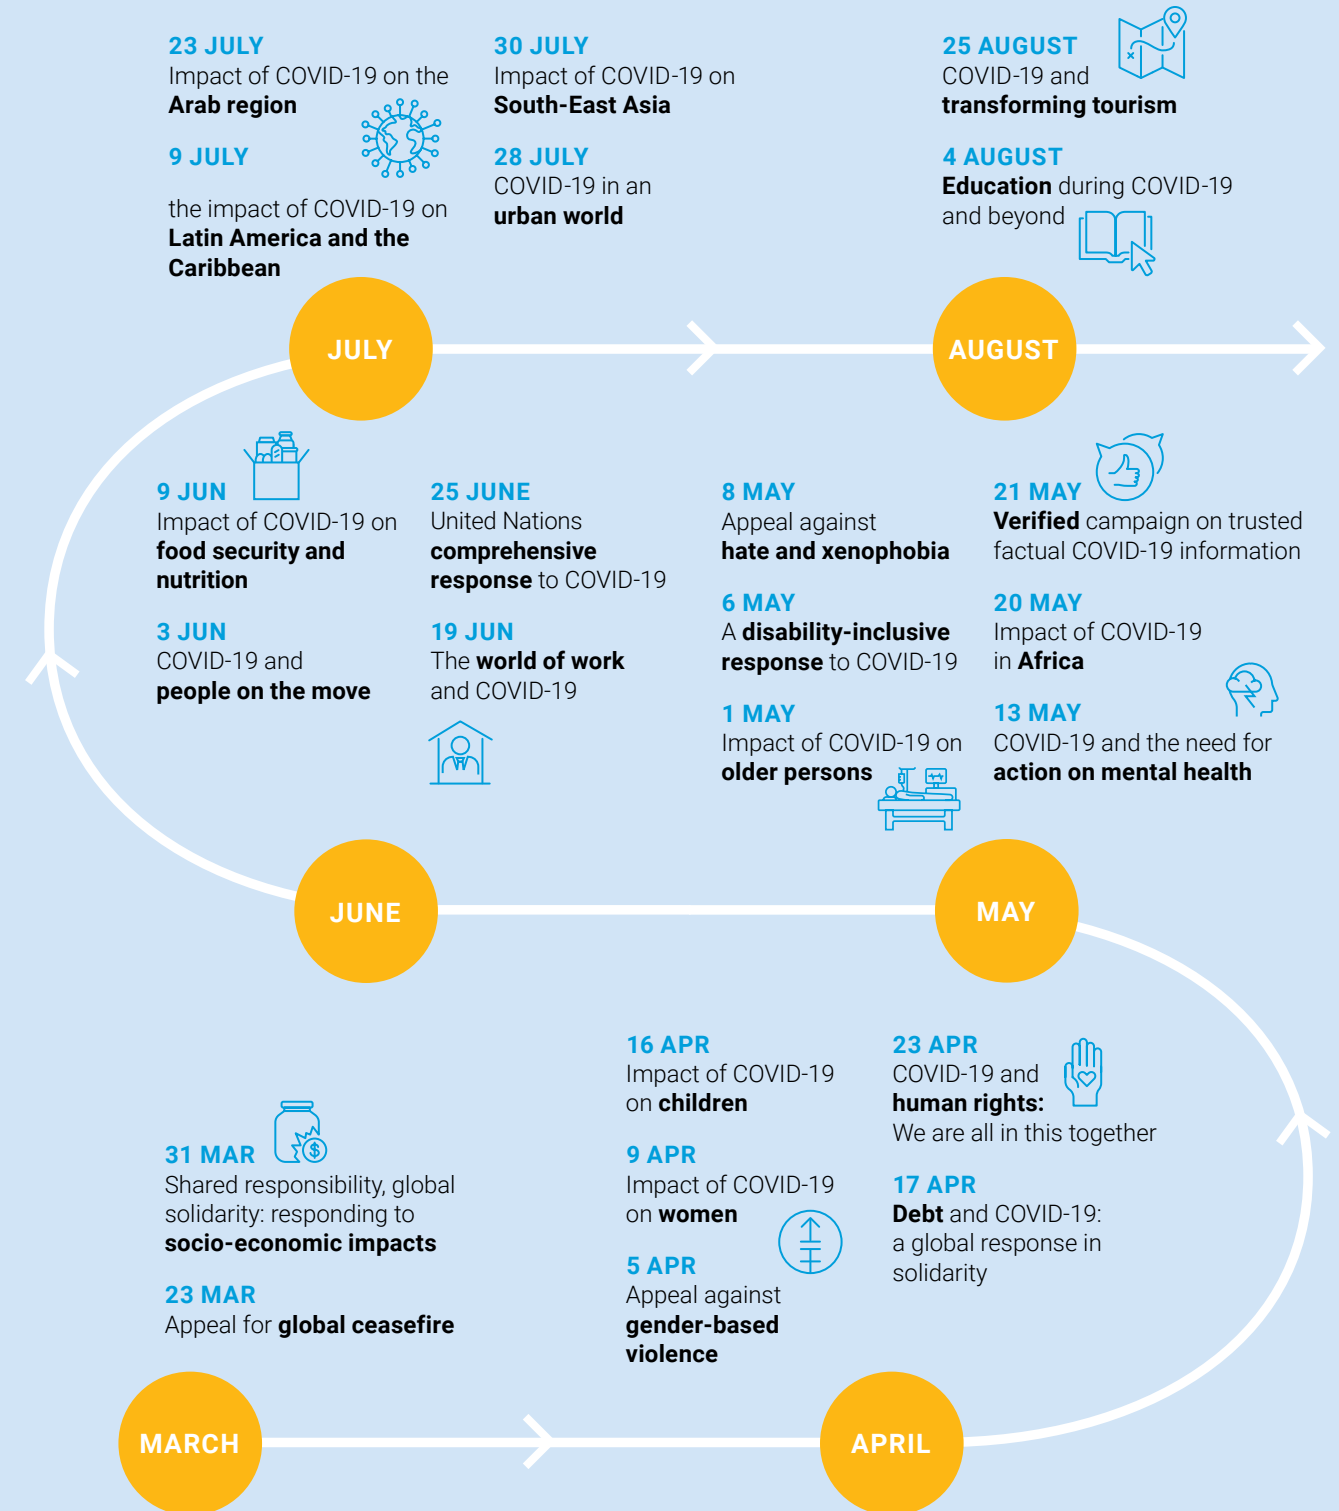 23 JULY
Impact of COVID-19 on the
Arab region
9 JULY
the impact of COVID-19 on
Latin America and the
Caribbean
30 JULY
Impact of COVID-19 on
South-East Asia
28 JULY
COVID-19 in an
urban world
25 AUGUST
COVID-19 and
transforming tourism
4 AUGUST
Education during COVID-19
and beyond
JULY
AUGUST
9 JUN
Impact of COVID-19 on
food security and
nutrition
3 JUN
COVID-19 and
people on the move
25 JUNE
United Nations
comprehensive
response to COVID-19
19 JUN
The world of work
and COVID-19
8 MAY
Appeal against
hate and xenophobia
6 MAY
A disability-inclusive
response to COVID-19
1 MAY
Impact of COVID-19 on
older persons
21 MAY
Verified campaign on trusted
factual COVID-19 information
20 MAY
Impact of COVID-19
in Africa
13 MAY
COVID-19 and the need for
action on mental health
JUNE
MAY
31 MAR
Shared responsibility, global
solidarity: responding to
socio-economic impacts
23 MAR
Appeal for global ceasefire
16 APR
Impact of COVID-19
on children
9 APR
Impact of COVID-19
on women
5 APR
Appeal against
gender-based
violence
23 APR
COVID-19 and
human rights:
We are all in this together
17 APR
Debt and COVID-19:
a global response in
solidarity
MARCH
APRIL